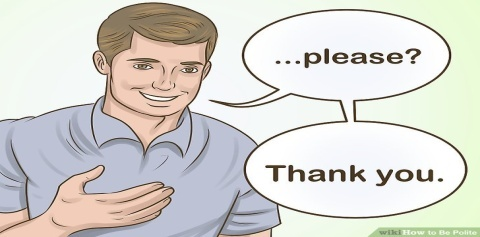 ...please?
Thank you.
wiki How to Be Polite